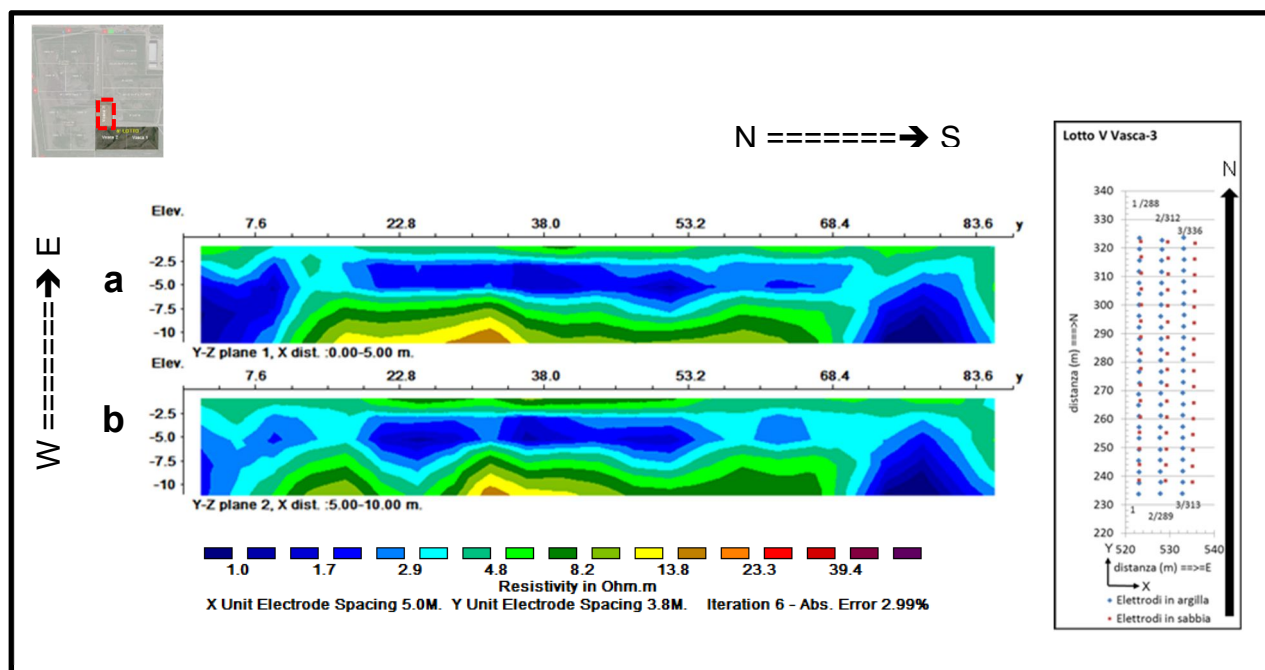 Vasca 3 Vasca 4
N =======➔ S
W =======➔ E
a
Elev. 7.6 22.8 38.0 53.2 68.4 83.6 y
-2.5
-5.0
-7.5
-10
Y-Z plane 1, X dist. :0.00-5.00 m.
b
Elev. 7.6 22.8 38.0 53.2 68.4 83.6 y
-2.5
-5.0
-7.5
-10
Y-Z plane 2, X dist. :5.00-10.00 m.
1.0 1.7 2.9 4.8 8.2 13.8 23.3 39.4
Resistivity in Ohm.m
X Unit Electrode Spacing 5.0M. Y Unit Electrode Spacing 3.8M. Iteration 6 - Abs. Error 2.99%
Lotto V Vasca-3
N
distanza (m) ==>=N
340
330
320
310
300
290
280
270
260
250
240
230
220
1 /288
2/312
3/336
1
2/289
3/313
520 530 540
Y
X
distanza (m) ==>=E
Elettrodi in argilla
Elettrodi in sabbia